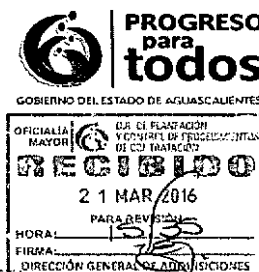 PROGRESO
para
todos
GOBIERNO DEL ESTADO DE AGUASCALIENTES
OFICIALÍA
MAYOR
RECIBIDO
21 MAR 2016
PARA REVISIÓN
HORA:
FIRMA:
DIRECCIÓN GENERAL DE ADQUISICIONES